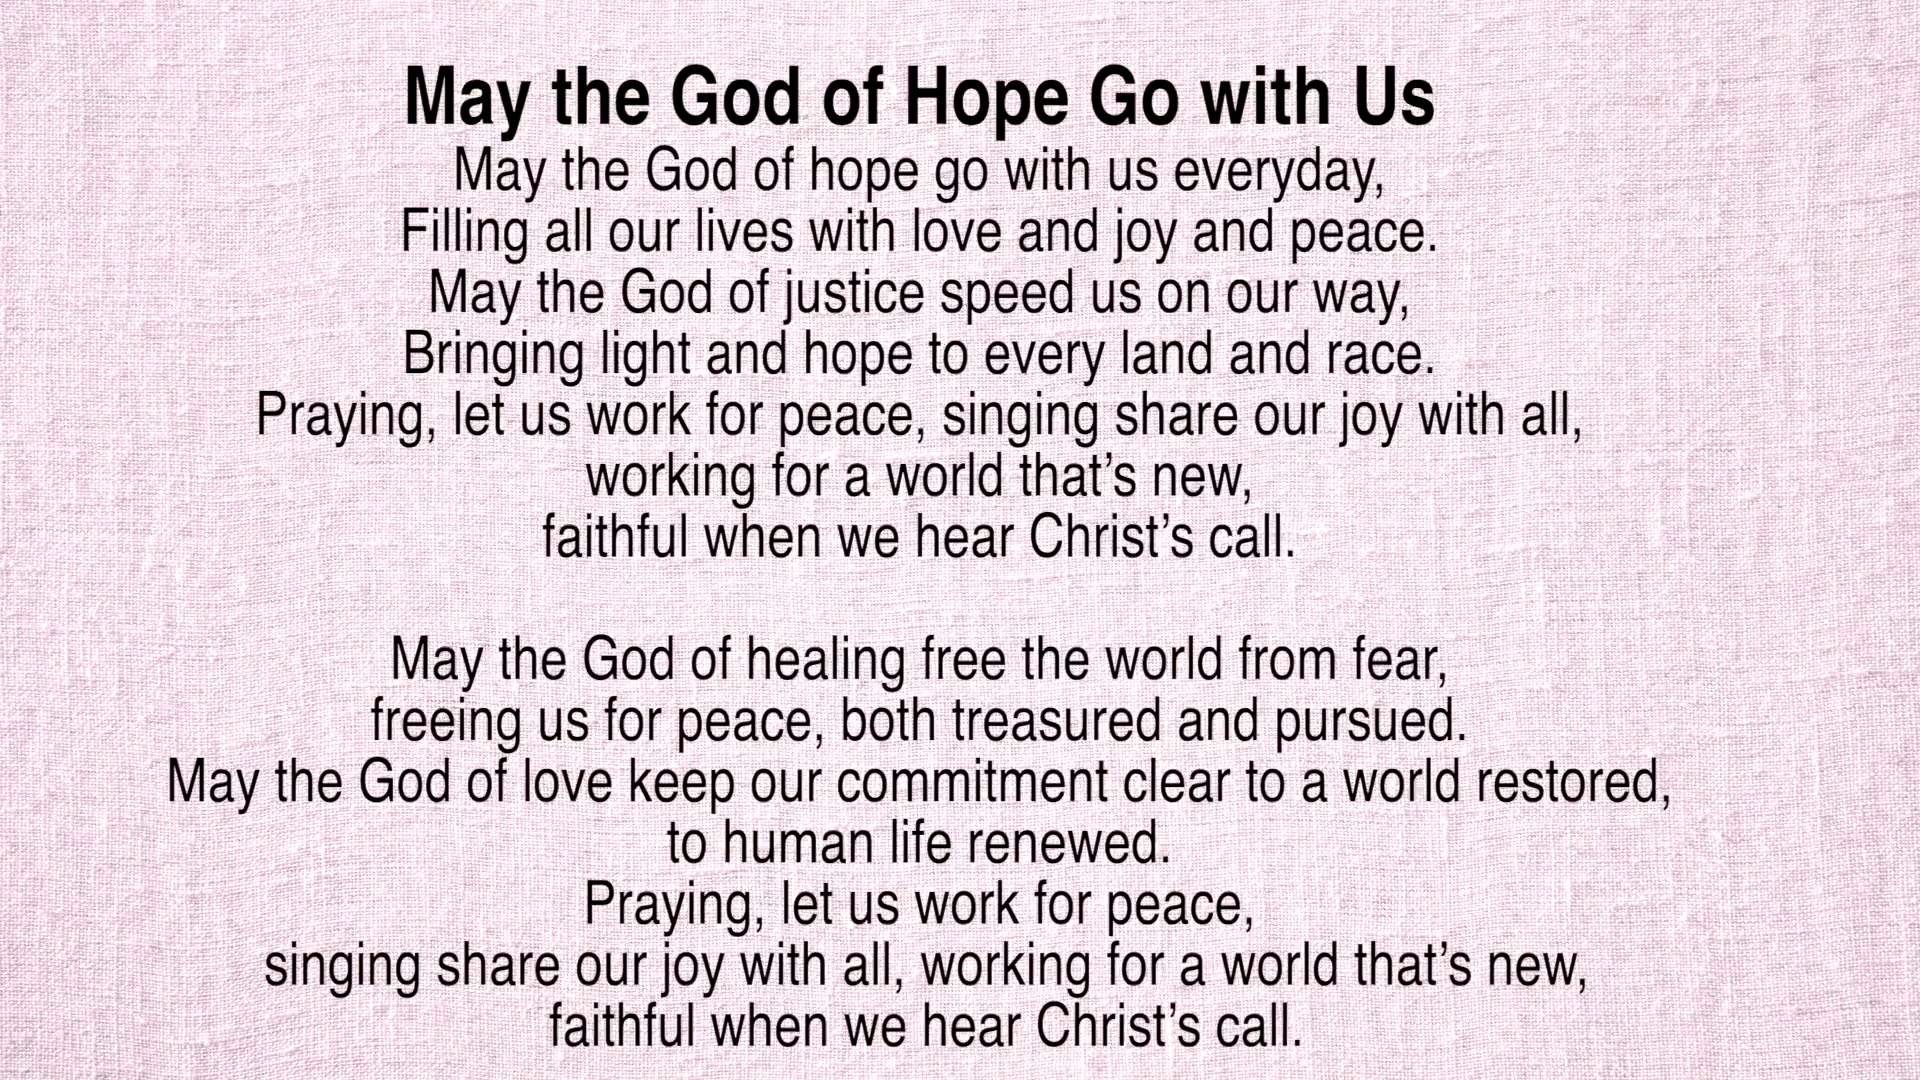 May the God of Hope Go with Us
May the God of hope go with us everyday,
Filling all our lives with love and joy and peace.
May the God of justice speed us on our way,
Bringing light and hope to every land and race.
Praying, let us work for peace, singing share our joy with all,
working for a world that’s new,
faithful when we hear Christ’s call.
May the God of healing free the world from fear,
freeing us for peace, both treasured and pursued.
May the God of love keep our commitment clear to a world restored,
to human life renewed.
Praying, let us work for peace,
singing share our joy with all, working for a world that’s new,
faithful when we hear Christ’s call.